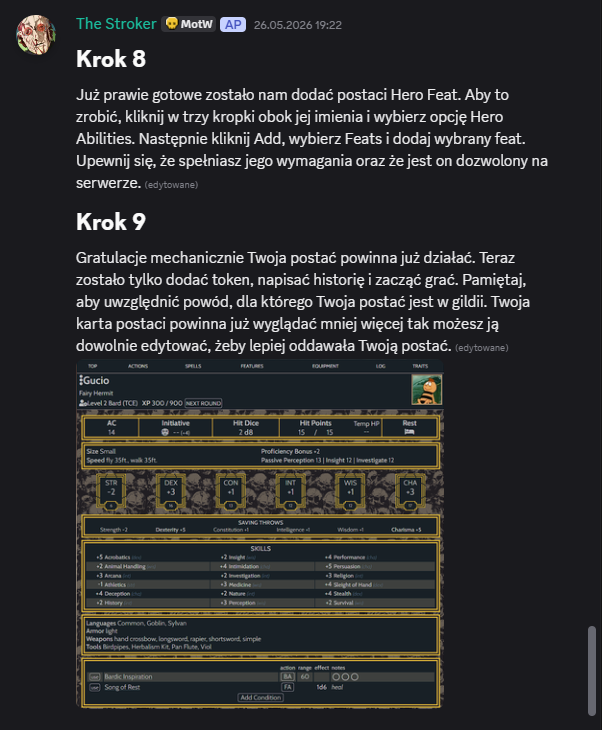 The Stroker MotW AP 26.05.2026 19:22
Krok 8
Już prawie gotowe zostało nam dodać postaci Hero Feat. Aby to
zrobić, kliknij w trzy kropki obok jej imienia i wybierz opcję Hero
Abilities. Następnie kliknij Add, wybierz Feats i dodaj wybrany feat.
Upewnij się, że spełniasz jego wymagania oraz że jest on dozwolony na
serwerze. (edytowane)
Krok 9
Gratulacje mechanicznie Twoja postać powinna już działać. Teraz
zostało tylko dodać token, napisać historię i zacząć grać. Pamiętaj,
aby uwzględnić powód, dla którego Twoja postać jest w gildii. Twoja
karta postaci powinna już wyglądać mniej więcej tak możesz ją
dowolnie edytować, żeby lepiej oddawała Twoją postać. (edytowane)
TOP ACTIONS SPELLS FEATURES EQUIPMENT LOG TRAITS
Gucio
Fairy Hermit
Level 2 Bard (TCE) XP 300 / 900 NEXT ROUND
AC Initiative Hit Dice Hit Points Temp HP Rest
14 -- (+4) 2 d8 15 / 15 --
Size Small Proficiency Bonus +2
Speed fly 35ft., walk 35ft. Passive Perception 13 | Insight 12 | Investigate 12
STR DEX CON INT WIS CHA
-2 +3 +1 +1 +1 +3
SAVING THROWS
Strength -2 Dexterity +5 Constitution +1 Intelligence +1 Wisdom +1 Charisma +5
SKILLS
+5 Acrobatics +2 Insight +4 Performance
+2 Animal Handling +4 Intimidation +5 Persuasion
+3 Arcana +2 Investigation +3 Religion
-1 Athletics +3 Medicine +4 Sleight of Hand
+4 Deception +2 Nature +4 Stealth
+2 History +3 Perception +2 Survival
Languages Common, Goblin, Sylvan
Armor light
Weapons hand crossbow, longsword, rapier, shortsword, simple
Tools Birdpipes, Herbalism Kit, Pan Flute, Viol
action range effect notes
Bardic Inspiration BA 60
Song of Rest FA 1d6 heal
Add Condition